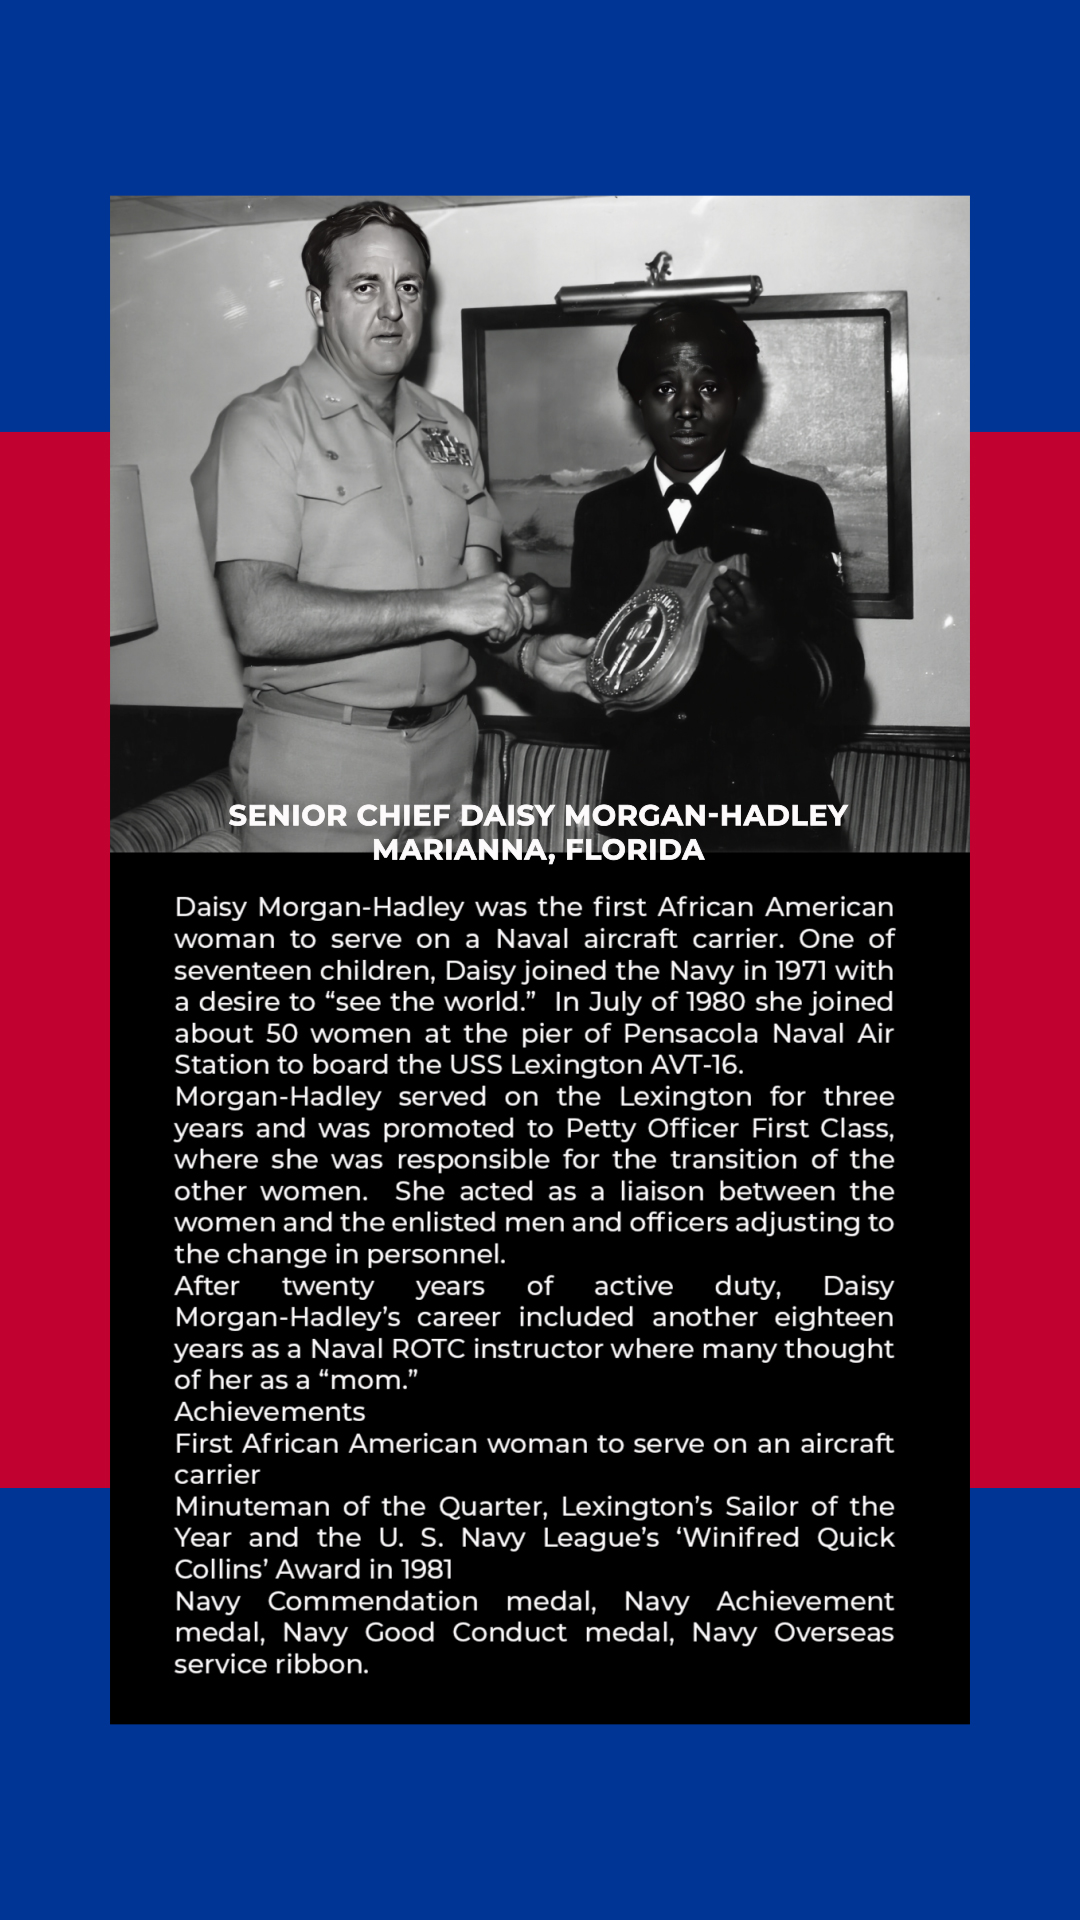 SENIOR CHIEF DAISY MORGAN-HADLEY
MARIANNA, FLORIDA
Daisy Morgan-Hadley was the first African American
woman to serve on a Naval aircraft carrier. One of
seventeen children, Daisy joined the Navy in 1971 with
a desire to “see the world.”  In July of 1980 she joined
about 50 women at the pier of Pensacola Naval Air
Station to board the USS Lexington AVT-16.
Morgan-Hadley served on the Lexington for three
years and was promoted to Petty Officer First Class,
where she was responsible for the transition of the
other women.  She acted as a liaison between the
women and the enlisted men and officers adjusting to
the change in personnel.
After twenty years of active duty, Daisy
Morgan-Hadley’s career included another eighteen
years as a Naval ROTC instructor where many thought
of her as a “mom.”
Achievements
First African American woman to serve on an aircraft
carrier
Minuteman of the Quarter, Lexington’s Sailor of the
Year and the U. S. Navy League’s ‘Winifred Quick
Collins’ Award in 1981
Navy Commendation medal, Navy Achievement
medal, Navy Good Conduct medal, Navy Overseas
service ribbon.